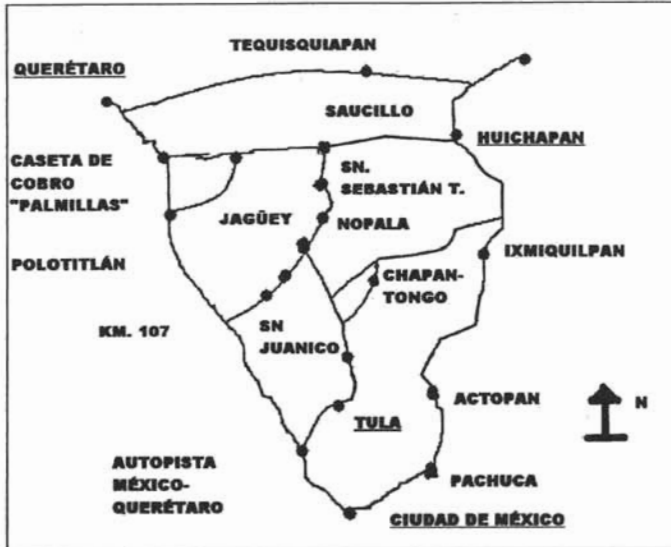 TEQUISQUIAPAN
QUERÉTARO
SAUCILLO
HUICHAPAN
CASETA DE
COBRO
"PALMILLAS"
SN.
SEBASTIÁN T.
JAGÜEY
NOPALA
POLOTITLÁN
IXMIQUILPAN
CHAPAN-
TONGO
KM. 107
SN
JUANICO
TULA
ACTOPAN
N
AUTOPISTA
MÉXICO-
QUERÉTARO
PACHUCA
CIUDAD DE MÉXICO